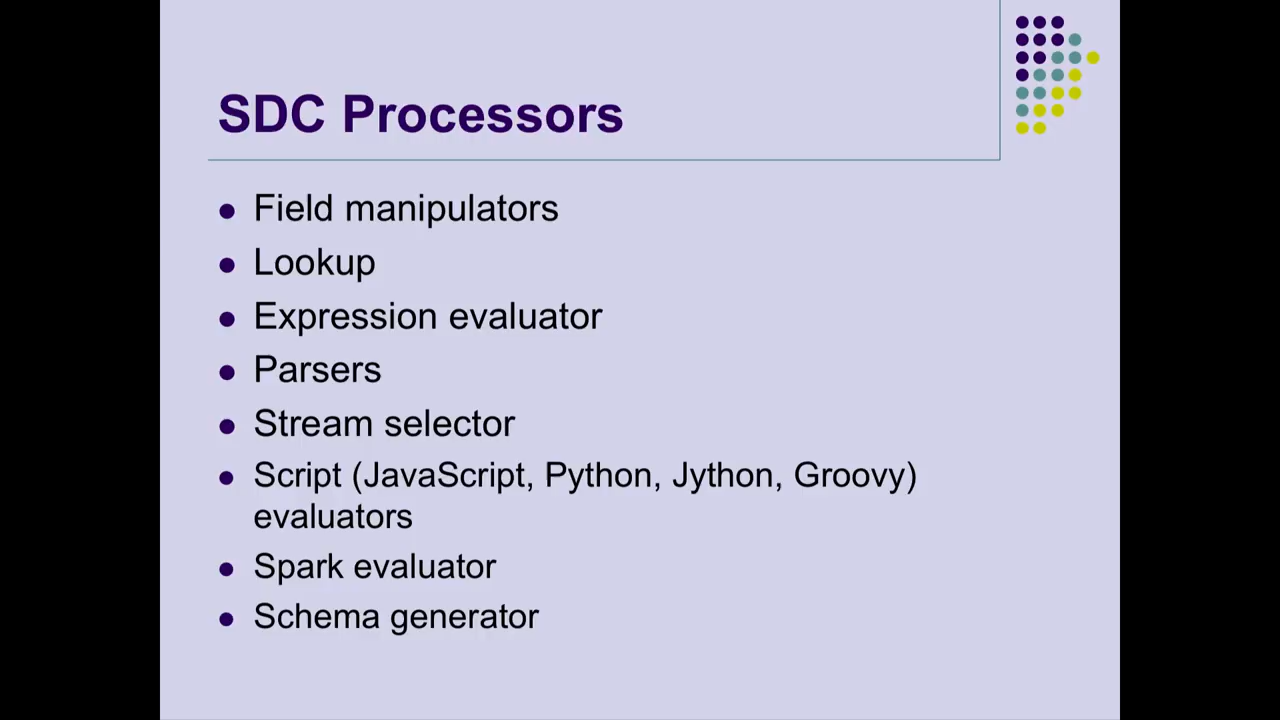 SDC Processors
Field manipulators
Lookup
Expression evaluator
Parsers
Stream selector
Script (JavaScript, Python, Jython, Groovy)
evaluators
Spark evaluator
Schema generator